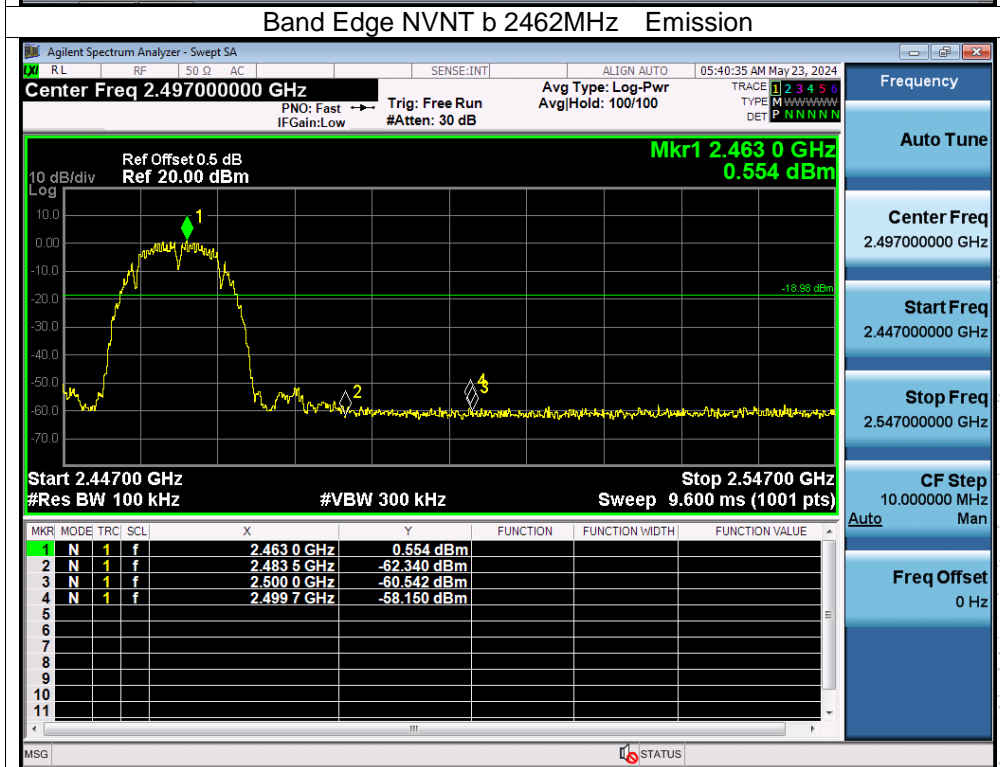 Band Edge NVNT b 2462MHz Emission
Agilent Spectrum Analyzer - Swept SA
LXI RL RF 50 Ω AC SENSE:INT ALIGN AUTO 05:40:35 AM May 23, 2024
Center Freq 2.497000000 GHz
PNO: Fast
IFGain:Low
Trig: Free Run
#Atten: 30 dB
Avg Type: Log-Pwr
Avg|Hold: 100/100
TRACE 1 2 3 4 5 6
TYPE M WWWWW
DET P N N N N N
Mkr1 2.463 0 GHz
0.554 dBm
Ref Offset 0.5 dB
10 dB/div Ref 20.00 dBm
Log
10.0
0.00
-10.0
-20.0
-30.0
-40.0
-50.0
-60.0
-70.0
1
2
4
3
-18.98 dBm
Start 2.44700 GHz Stop 2.54700 GHz
#Res BW 100 kHz #VBW 300 kHz Sweep 9.600 ms (1001 pts)
MKR MODE TRC SCL X Y FUNCTION FUNCTION WIDTH FUNCTION VALUE
1 N 1 f 2.463 0 GHz 0.554 dBm
2 N 1 f 2.483 5 GHz -62.340 dBm
3 N 1 f 2.500 0 GHz -60.542 dBm
4 N 1 f 2.499 7 GHz -58.150 dBm
5
6
7
8
9
10
11
MSG STATUS
Frequency
Auto Tune
Center Freq
2.497000000 GHz
Start Freq
2.447000000 GHz
Stop Freq
2.547000000 GHz
CF Step
10.000000 MHz
Auto Man
Freq Offset
0 Hz